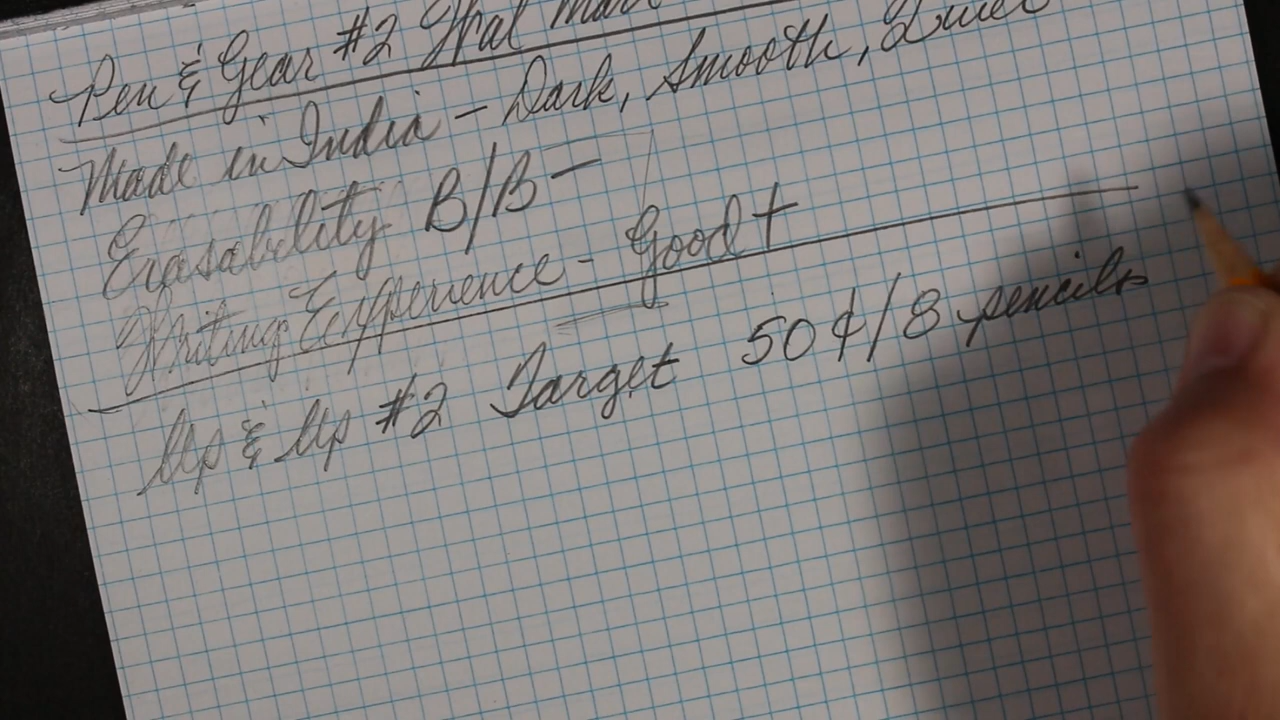 Pen & Gear #2 Wal Mart
Made in India - Dark, Smooth, Quiet
Erasability B/B-
Writing Experience - Good+
Up & Up #2 Target 50¢/8 pencils